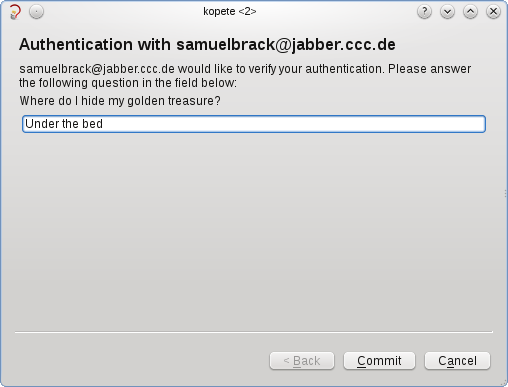 kopete <2>
Authentication with samuelbrack@jabber.ccc.de
samuelbrack@jabber.ccc.de would like to verify your authentication. Please answer
the following question in the field below:
Where do I hide my golden treasure?
Under the bed
< Back Commit Cancel